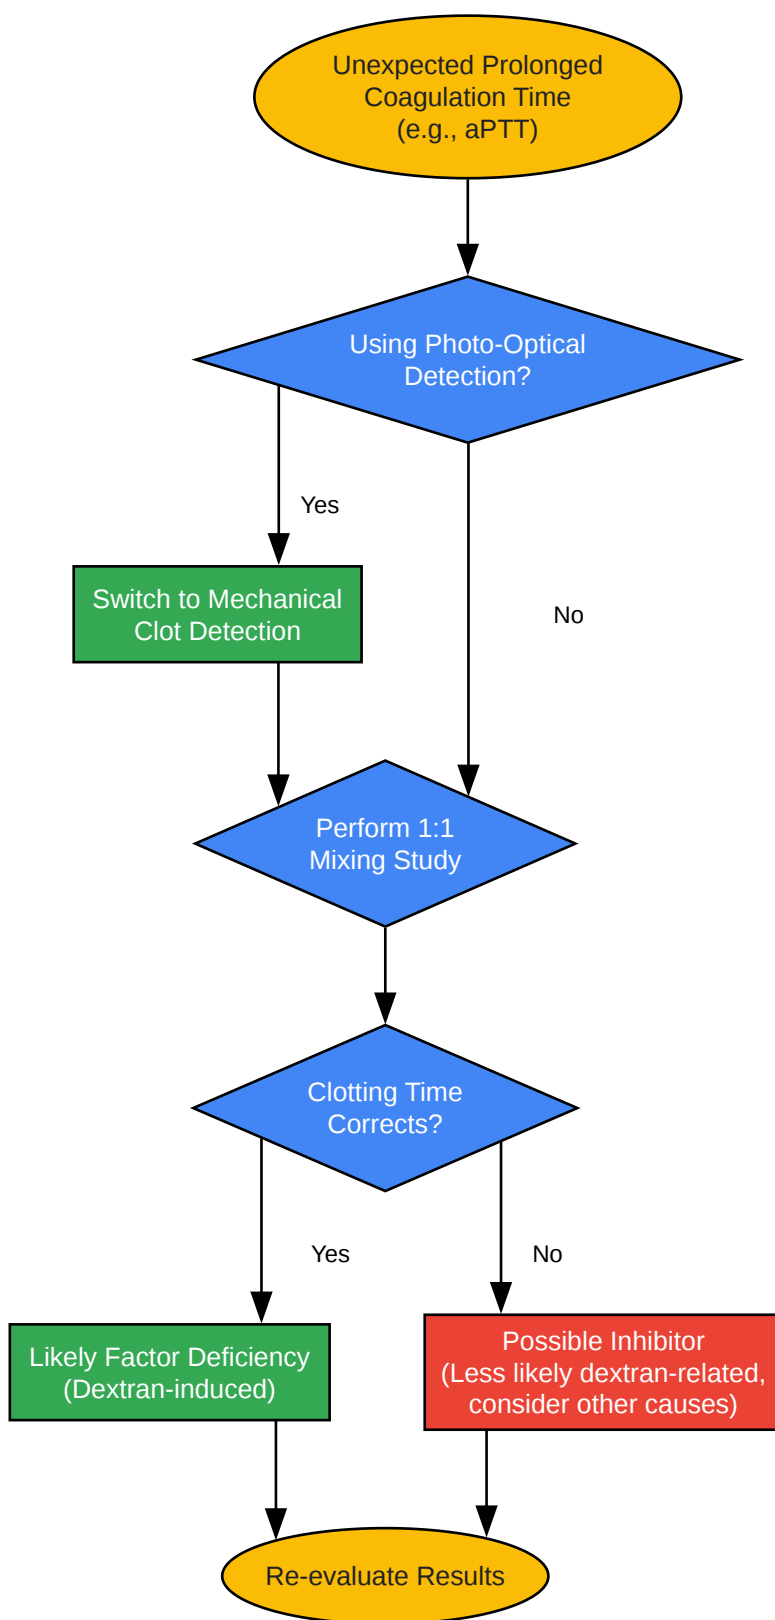 Unexpected Prolonged
Coagulation Time
(e.g., aPTT)
Using Photo-Optical
Detection?
Yes
Switch to Mechanical
Clot Detection
No
Perform 1:1
Mixing Study
Clotting Time
Corrects?
Yes
No
Likely Factor Deficiency
(Dextran-induced)
Possible Inhibitor
(Less likely dextran-related,
consider other causes)
Re-evaluate Results